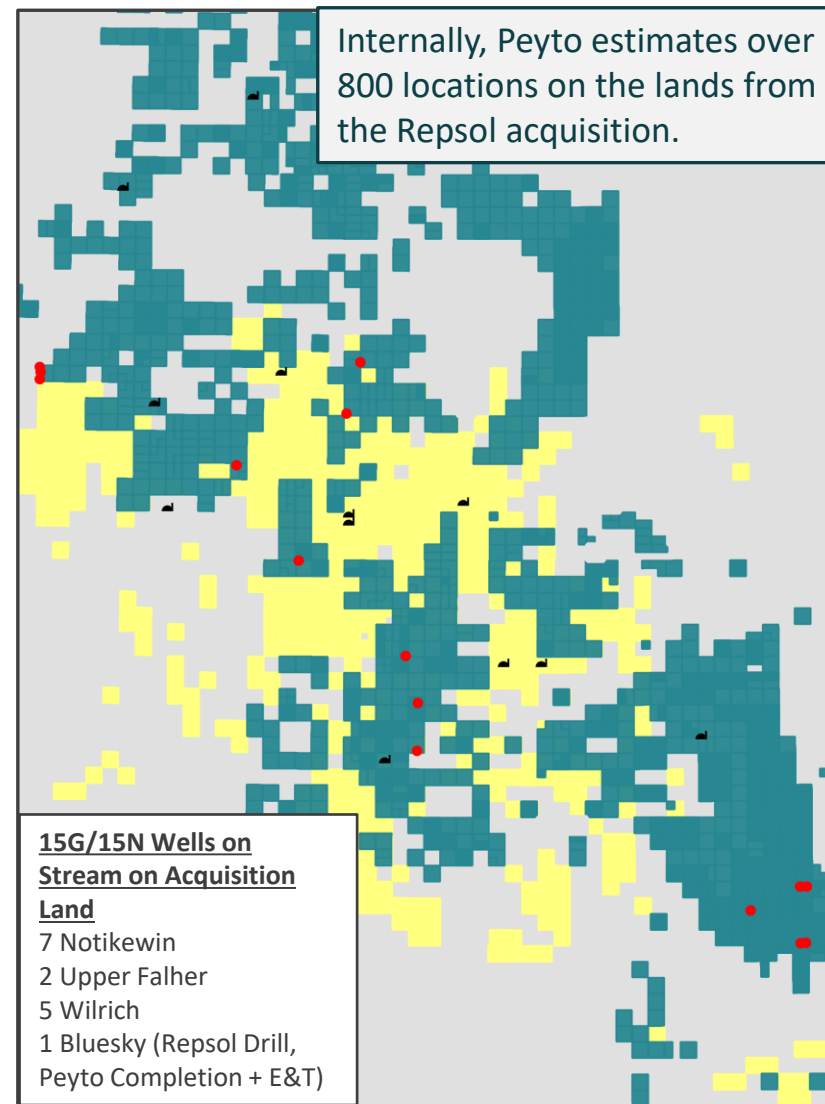 Internally, Peyto estimates over
800 locations on the lands from
the Repsol acquisition.
15G/15N Wells on
Stream on Acquisition
Land
7 Notikewin
2 Upper Falher
5 Wilrich
1 Bluesky (Repsol Drill,
Peyto Completion + E&T)